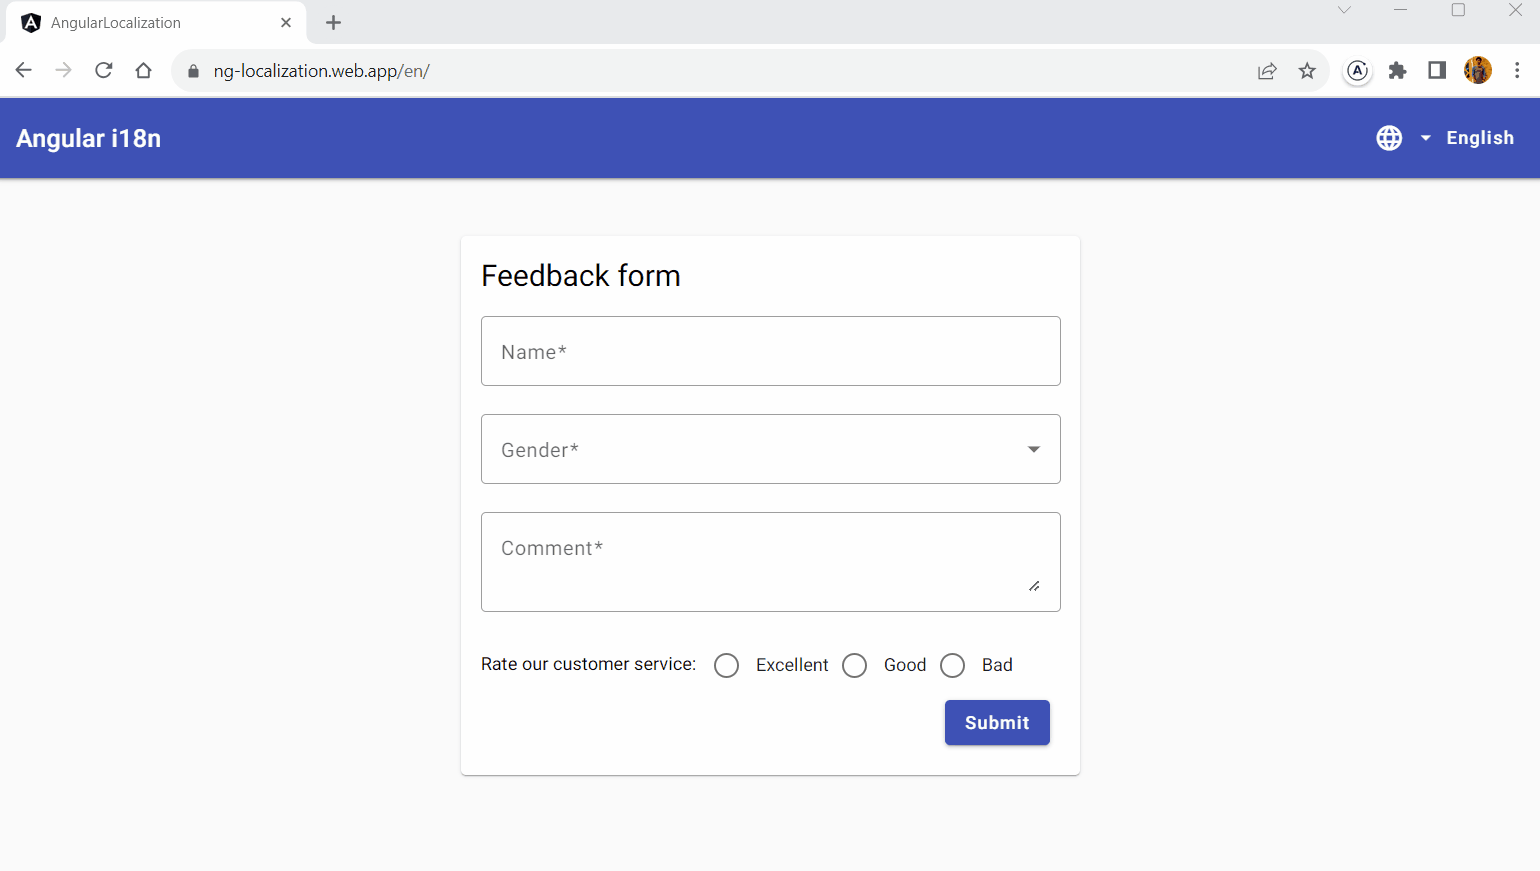 AngularLocalization
ng-localization.web.app/en/
Angular i18n
English
Feedback form
Name*
Gender*
Comment*
Rate our customer service: Excellent Good Bad
Submit